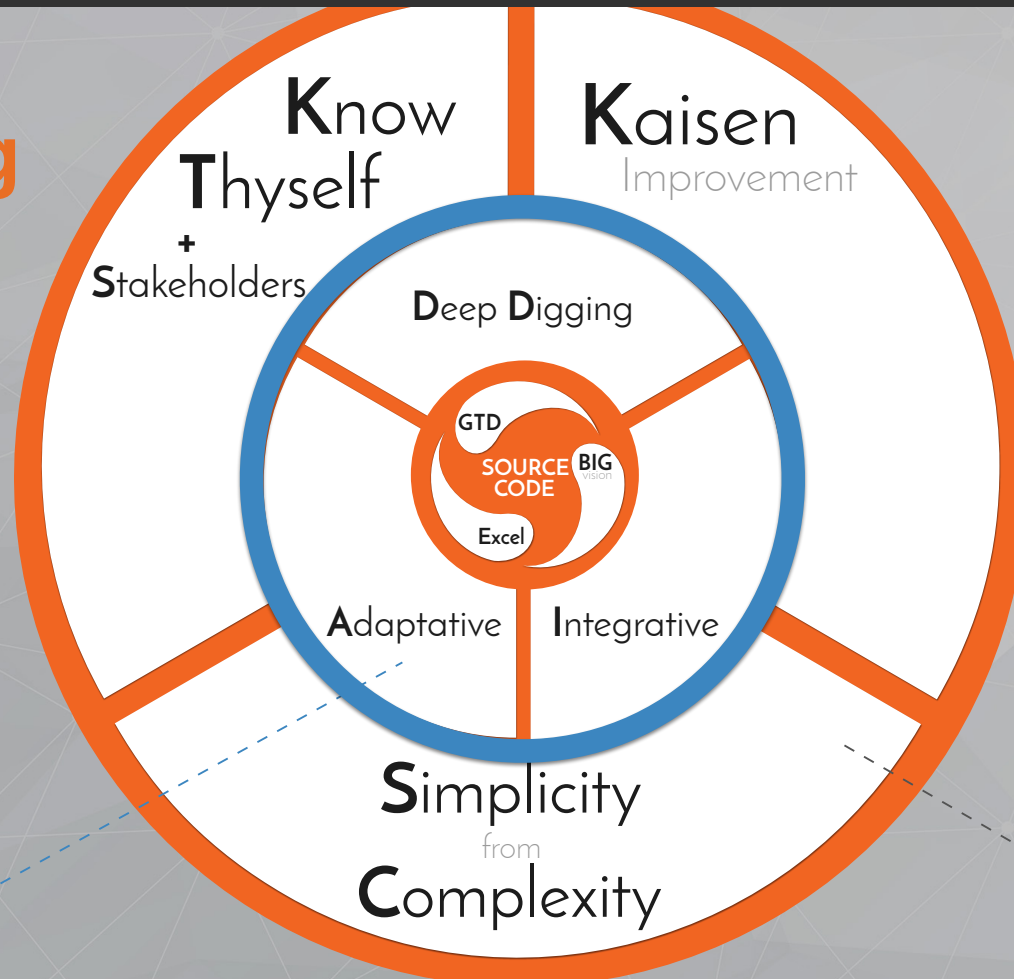 g
Know
Thyself
+
Stakeholders
Kaisen
Improvement
Deep Digging
GTD
SOURCE
CODE
BIG
vision
Excel
Adaptative
Integrative
Simplicity
from
Complexity